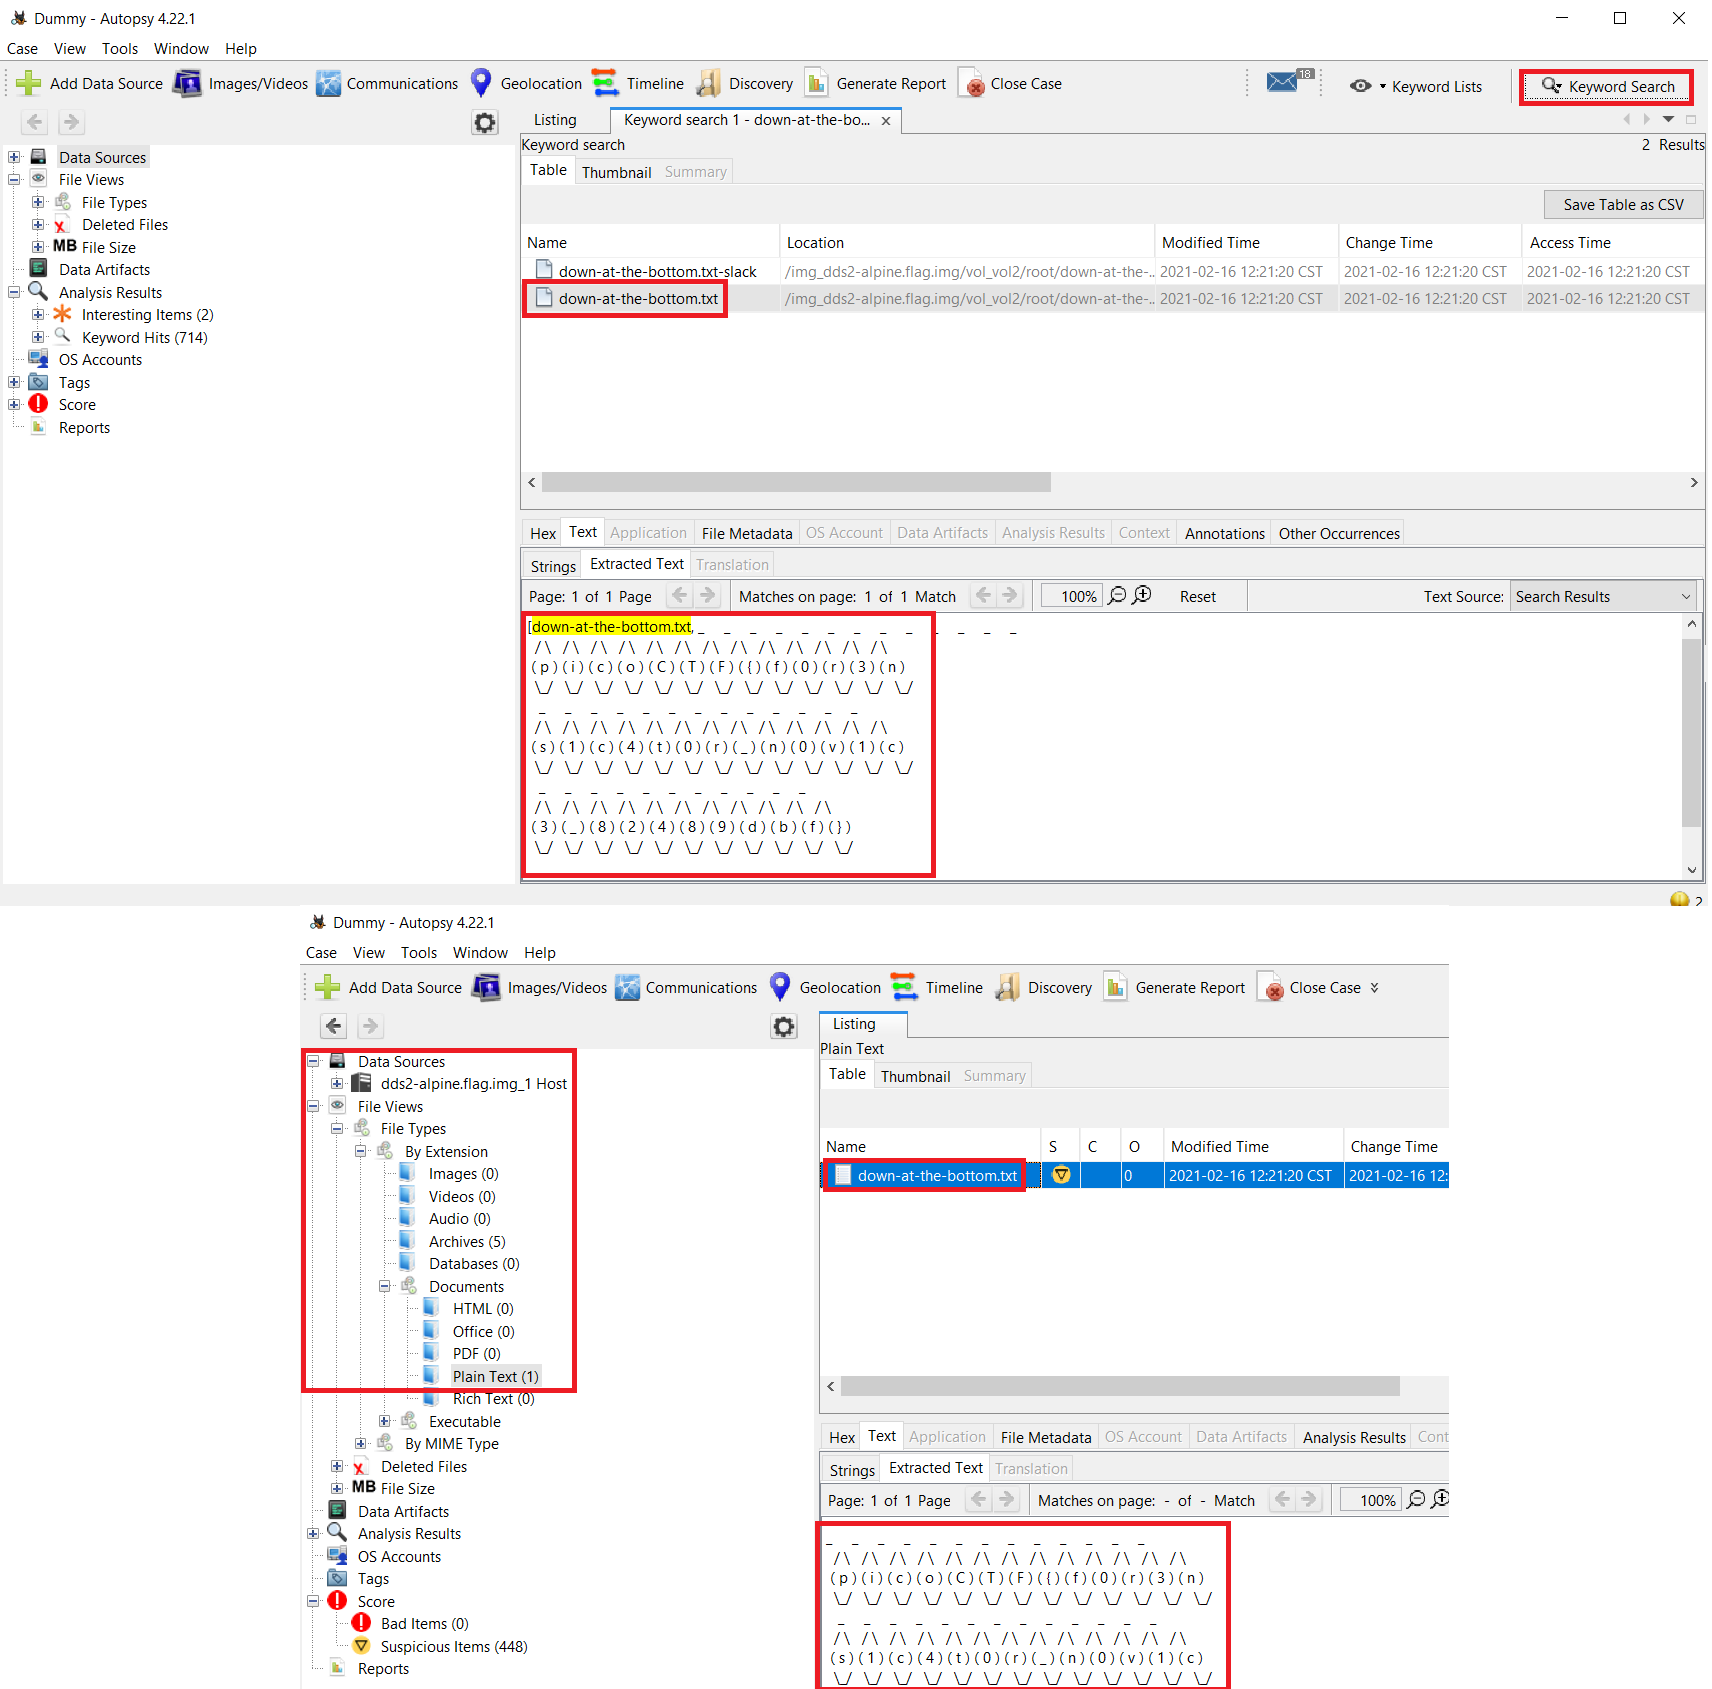 Dummy - Autopsy 4.22.1
Case View Tools Window Help
Add Data Source Images/Videos Communications Geolocation Timeline Discovery Generate Report Close Case 18 Keyword Lists Keyword Search
Listing Keyword search 1 - down-at-the-bo... x
Keyword search 2 Results
Table Thumbnail Summary
Save Table as CSV
Name Location Modified Time Change Time Access Time
down-at-the-bottom.txt-slack /img_dds2-alpine.flag.img/vol_vol2/root/down-at-the-... 2021-02-16 12:21:20 CST 2021-02-16 12:21:20 CST 2021-02-16 12:21:20 CST
down-at-the-bottom.txt /img_dds2-alpine.flag.img/vol_vol2/root/down-at-the-... 2021-02-16 12:21:20 CST 2021-02-16 12:21:20 CST 2021-02-16 12:21:20 CST
Data Sources
File Views
File Types
Deleted Files
MB File Size
Data Artifacts
Analysis Results
Interesting Items (2)
Keyword Hits (714)
OS Accounts
Tags
Score
Reports
Hex Text Application File Metadata OS Account Data Artifacts Analysis Results Context Annotations Other Occurrences
Strings Extracted Text Translation
Page: 1 of 1 Page Matches on page: 1 of 1 Match 100% Reset Text Source: Search Results
[down-at-the-bottom.txt, _ _ _ _ _ _ _ _ _ _ _ _ _
/\ /\ /\ /\ /\ /\ /\ /\ /\ /\ /\ /\ /\
(p)(i)(c)(o)(C)(T)(F)({)(f)(0)(r)(3)(n)
\_/ \_/ \_/ \_/ \_/ \_/ \_/ \_/ \_/ \_/ \_/ \_/ \_/
_ _ _ _ _ _ _ _ _ _ _ _ _
/\ /\ /\ /\ /\ /\ /\ /\ /\ /\ /\ /\ /\
(s)(1)(c)(4)(t)(0)(r)(_)(n)(0)(v)(1)(c)
\_/ \_/ \_/ \_/ \_/ \_/ \_/ \_/ \_/ \_/ \_/ \_/ \_/
_ _ _ _ _ _ _ _ _ _ _
/\ /\ /\ /\ /\ /\ /\ /\ /\ /\ /\
(3)(_)(8)(2)(4)(8)(9)(d)(b)(f)(})
\_/ \_/ \_/ \_/ \_/ \_/ \_/ \_/ \_/ \_/ \_/
2
Dummy - Autopsy 4.22.1
Case View Tools Window Help
Add Data Source Images/Videos Communications Geolocation Timeline Discovery Generate Report Close Case
Data Sources
dds2-alpine.flag.img_1 Host
File Views
File Types
By Extension
Images (0)
Videos (0)
Audio (0)
Archives (5)
Databases (0)
Documents
HTML (0)
Office (0)
PDF (0)
Plain Text (1)
Rich Text (0)
Executable
By MIME Type
Deleted Files
MB File Size
Data Artifacts
Analysis Results
OS Accounts
Tags
Score
Bad Items (0)
Suspicious Items (448)
Reports
Listing
Plain Text
Table Thumbnail Summary
Name S C O Modified Time Change Time
down-at-the-bottom.txt 0 2021-02-16 12:21:20 CST 2021-02-16 12:
Hex Text Application File Metadata OS Account Data Artifacts Analysis Results Cont
Strings Extracted Text Translation
Page: 1 of 1 Page Matches on page: - of - Match 100%
_ _ _ _ _ _ _ _ _ _ _ _ _
/\ /\ /\ /\ /\ /\ /\ /\ /\ /\ /\ /\ /\
(p)(i)(c)(o)(C)(T)(F)({)(f)(0)(r)(3)(n)
\_/ \_/ \_/ \_/ \_/ \_/ \_/ \_/ \_/ \_/ \_/ \_/ \_/
_ _ _ _ _ _ _ _ _ _ _ _ _
/\ /\ /\ /\ /\ /\ /\ /\ /\ /\ /\ /\ /\
(s)(1)(c)(4)(t)(0)(r)(_)(n)(0)(v)(1)(c)
\_/ \_/ \_/ \_/ \_/ \_/ \_/ \_/ \_/ \_/ \_/ \_/ \_/